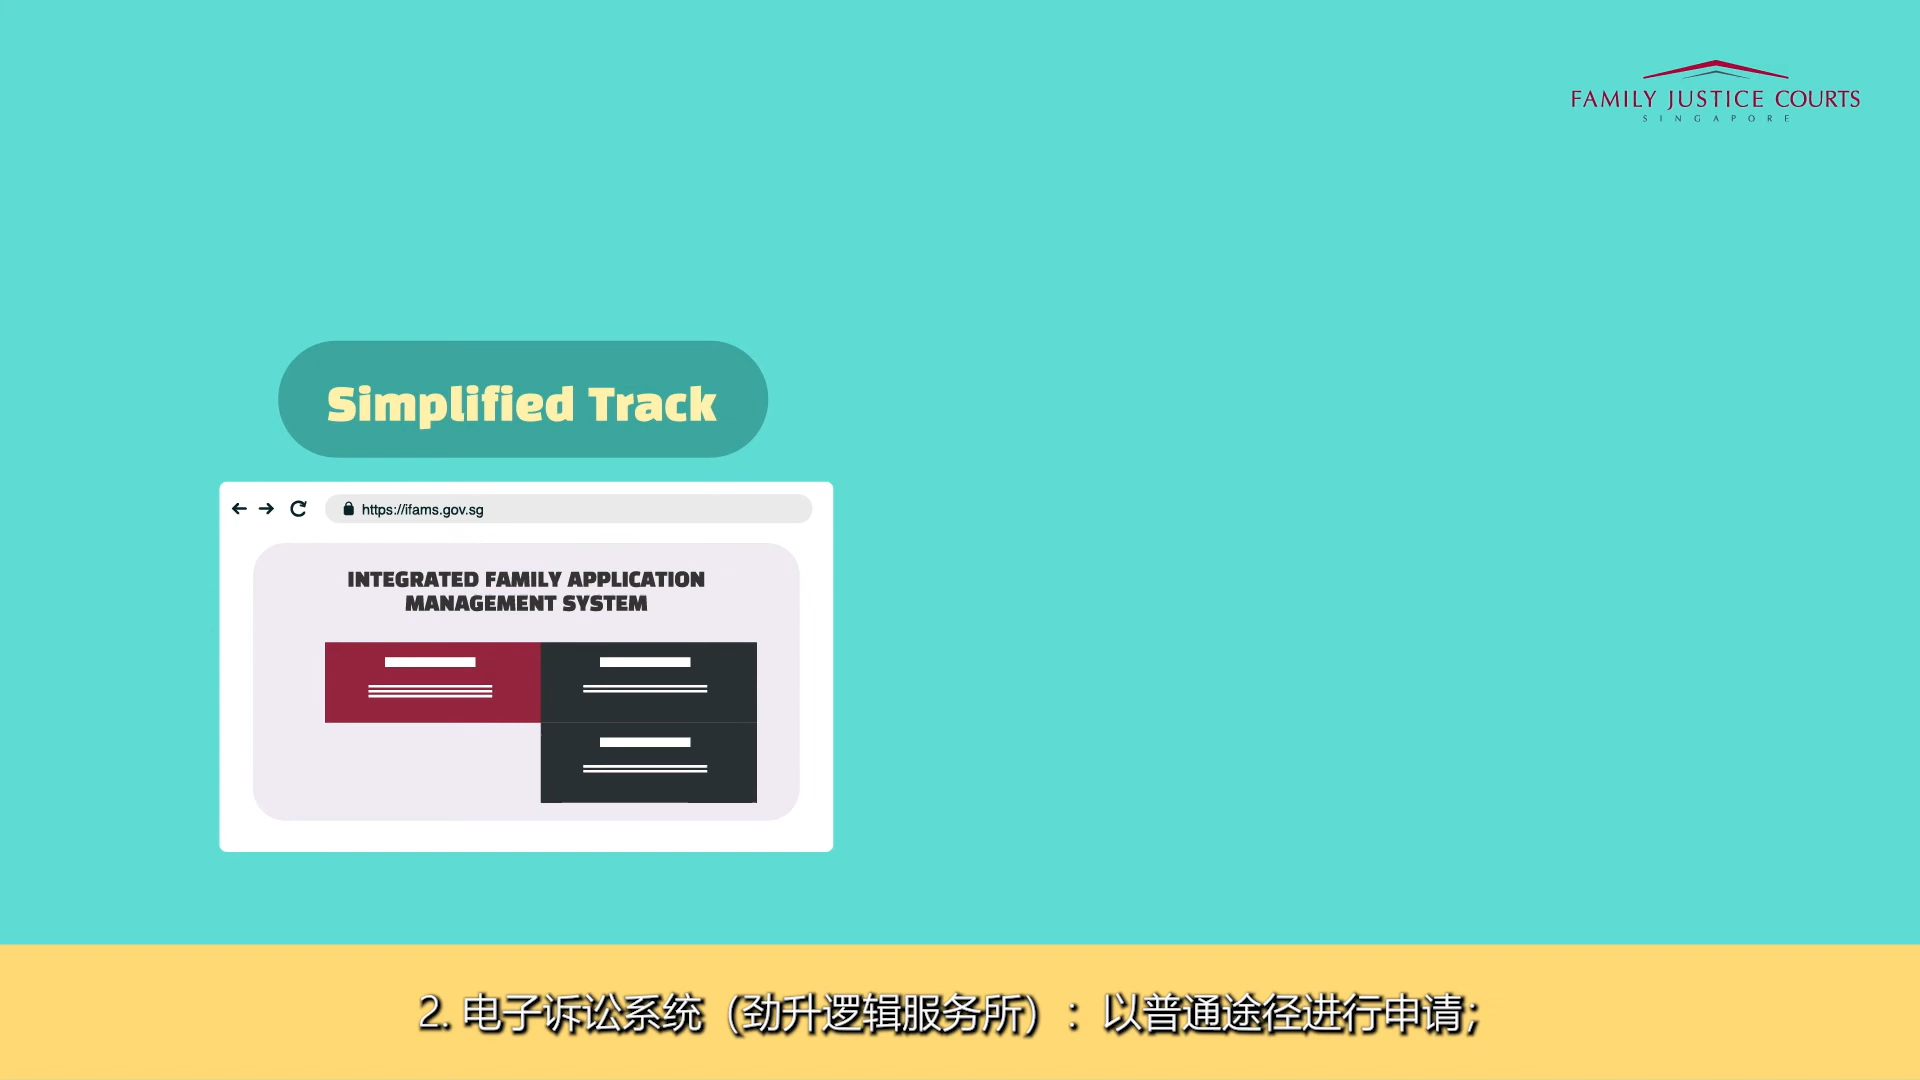 FAMILY JUSTICE COURTS
SINGAPORE
Simplified Track
https://ifams.gov.sg
INTEGRATED FAMILY APPLICATION
MANAGEMENT SYSTEM
2. 电子诉讼系统（劲升逻辑服务所）：以普通途径进行申请；